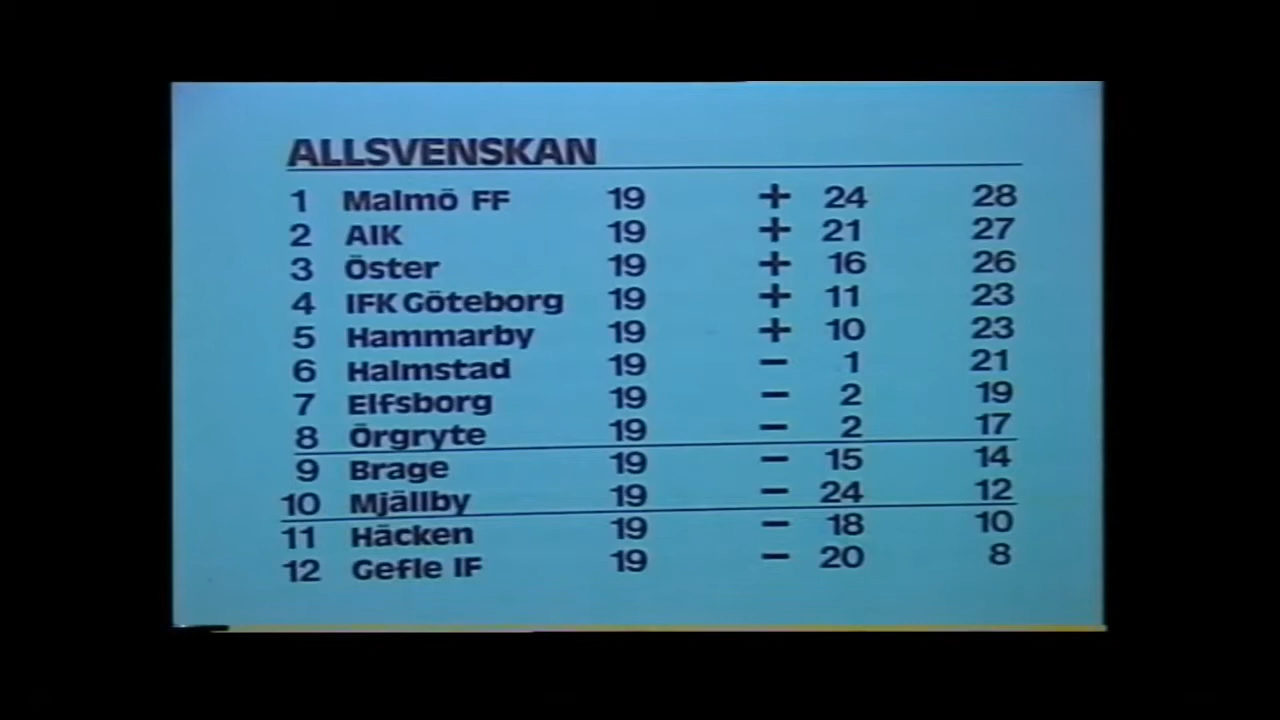 ALLSVENSKAN
1 Malmö FF 19 + 24 28
2 AIK 19 + 21 27
3 Öster 19 + 16 26
4 IFK Göteborg 19 + 11 23
5 Hammarby 19 + 10 23
6 Halmstad 19 - 1 21
7 Elfsborg 19 - 2 19
8 Örgryte 19 - 2 17
9 Brage 19 - 15 14
10 Mjällby 19 - 24 12
11 Häcken 19 - 18 10
12 Gefle IF 19 - 20 8